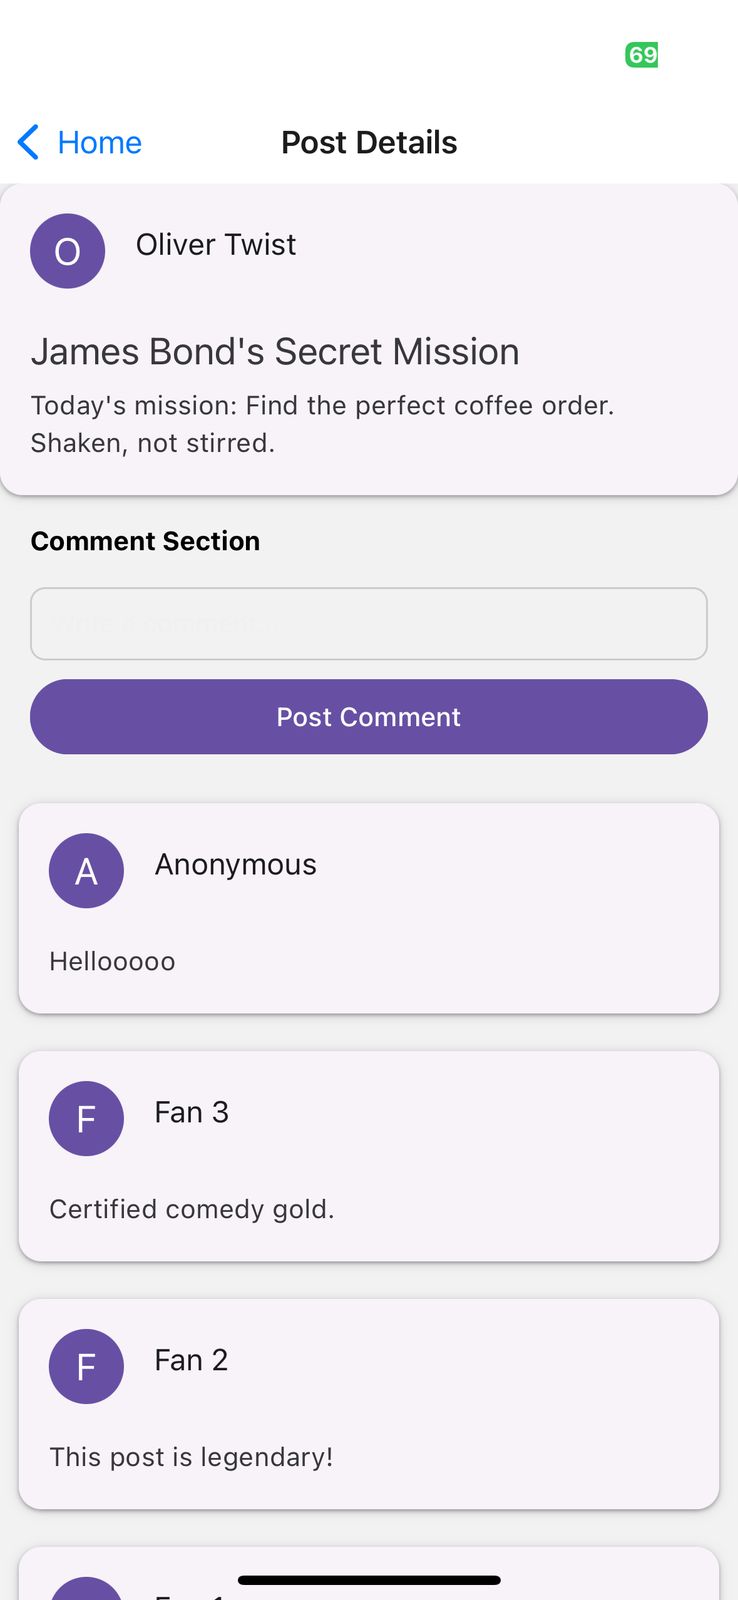 69
Home
Post Details
O
Oliver Twist
James Bond's Secret Mission
Today's mission: Find the perfect coffee order.
Shaken, not stirred.
Comment Section
Write a comment...
Post Comment
A
Anonymous
Hellooooo
F
Fan 3
Certified comedy gold.
F
Fan 2
This post is legendary!